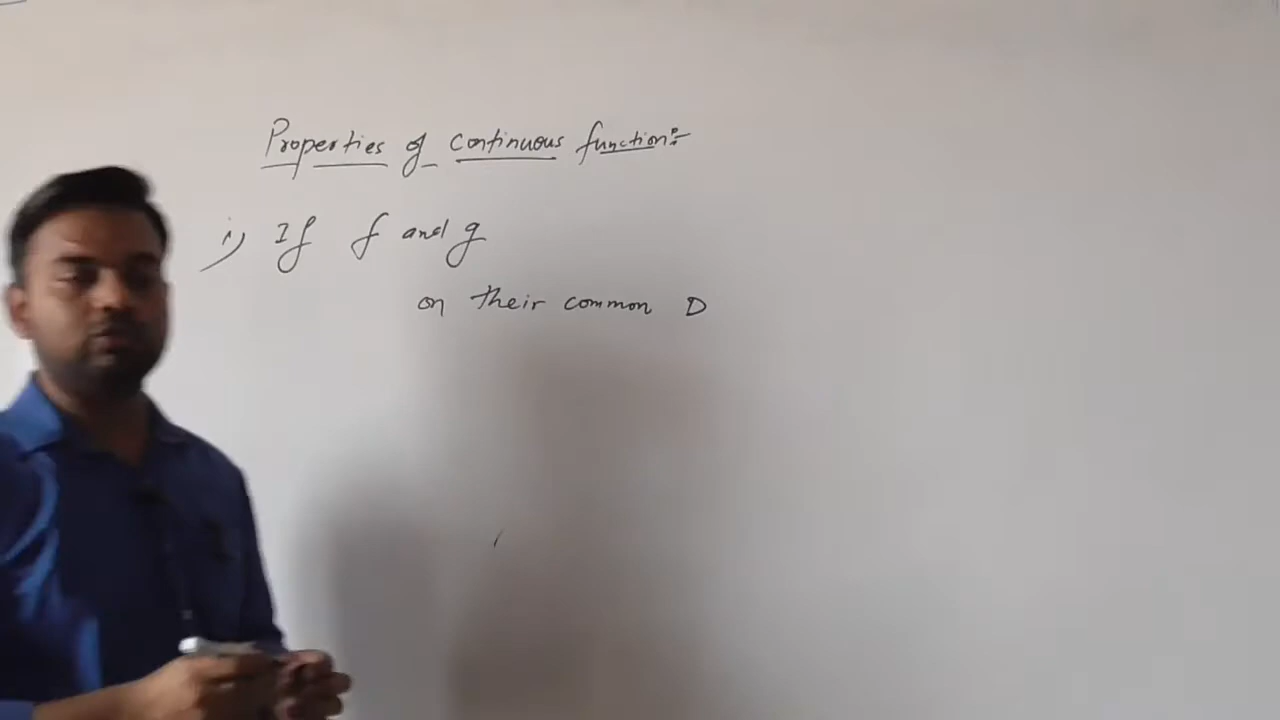 Properties of continuous function:-
i) If f and g
on their common D